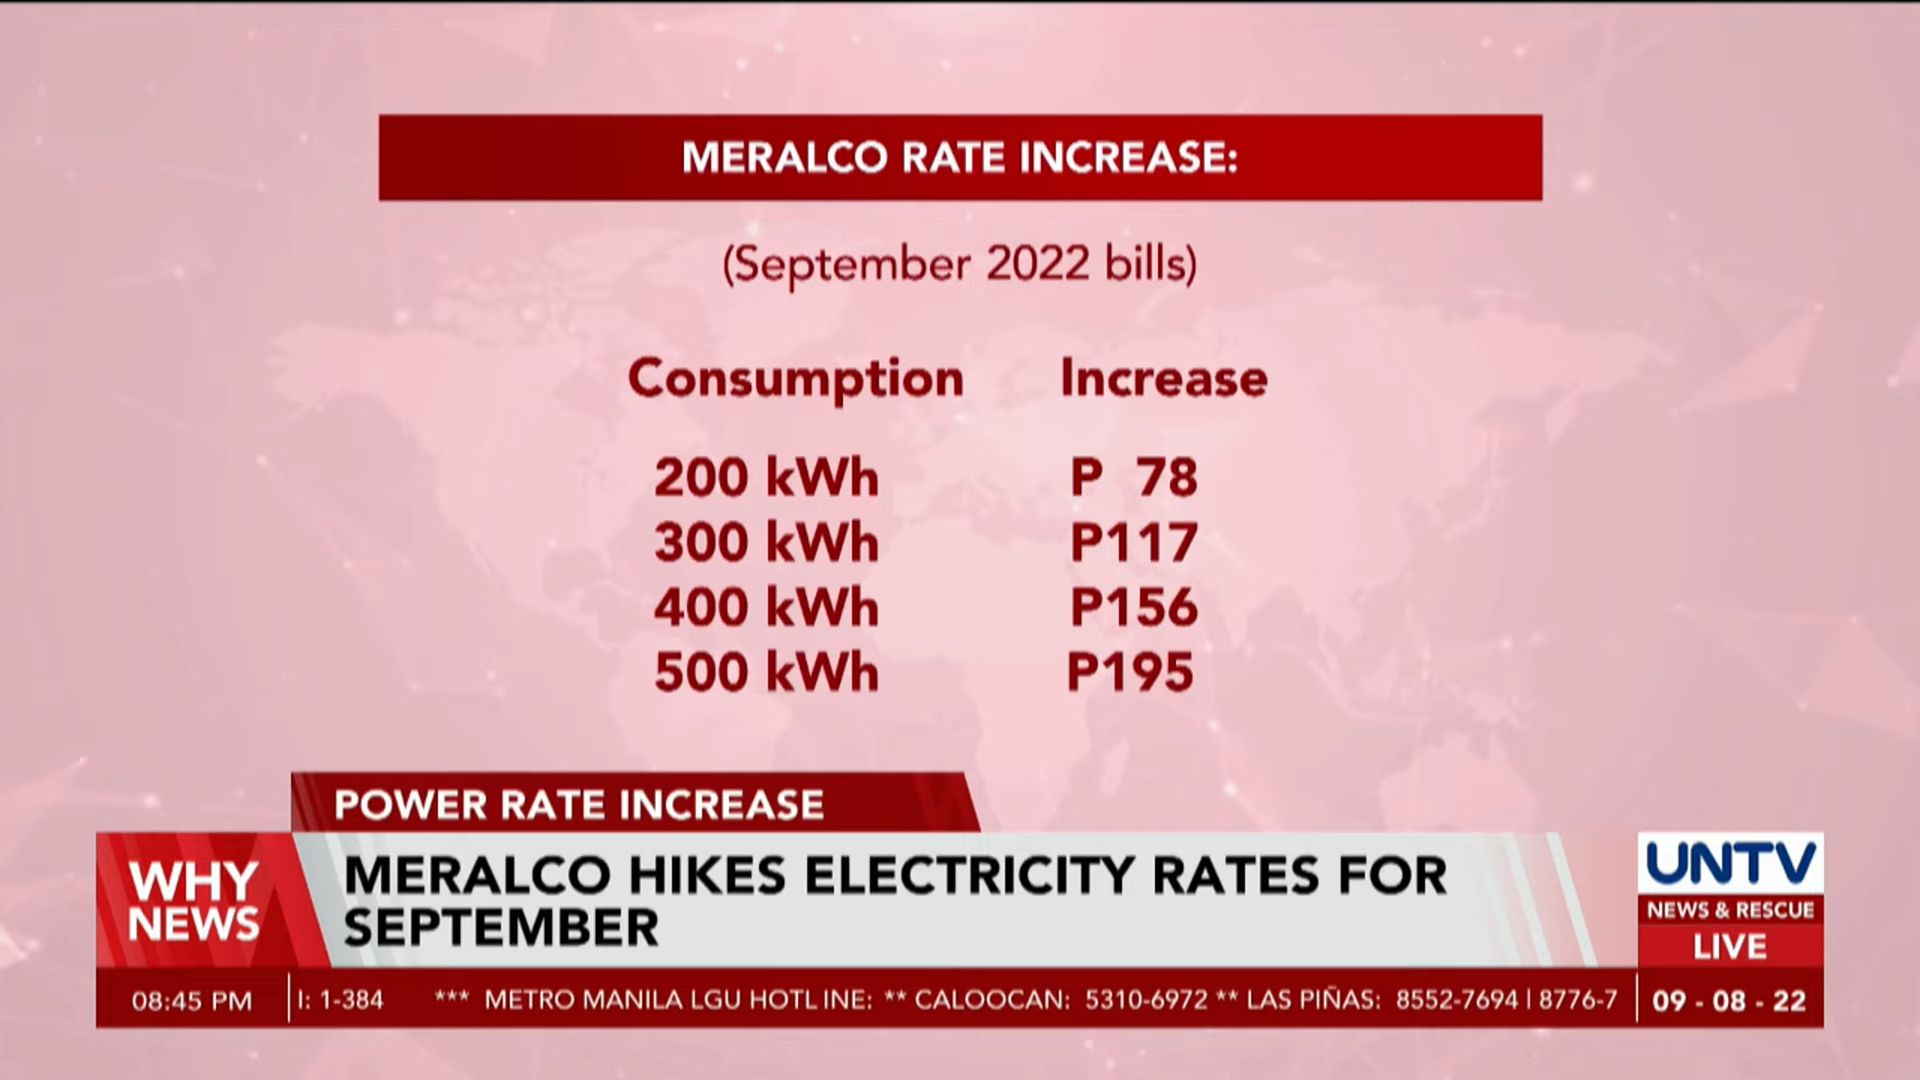 MERALCO RATE INCREASE:
(September 2022 bills)
Consumption Increase
200 kWh P 78
300 kWh P117
400 kWh P156
500 kWh P195
POWER RATE INCREASE
WHY
NEWS
MERALCO HIKES ELECTRICITY RATES FOR
SEPTEMBER
UNTV
NEWS & RESCUE
LIVE
08:45 PM I: 1-384 *** METRO MANILA LGU HOTLINE: ** CALOOCAN: 5310-6972 ** LAS PIÑAS: 8552-7694 | 8776-7 09 - 08 - 22